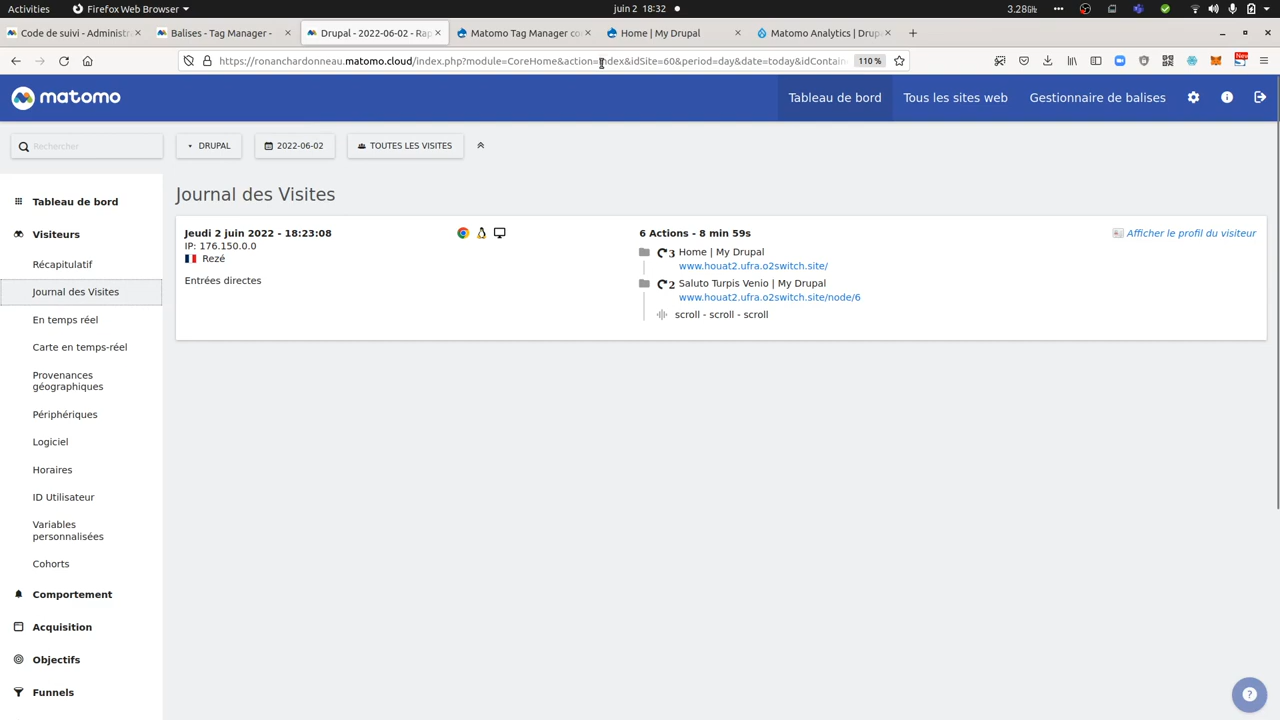 Activities
Firefox Web Browser
juin 2 18:32
3.28GHz
Code de suivi - Administra
Balises - Tag Manager -
Drupal - 2022-06-02 - Rap
Matomo Tag Manager co
Home | My Drupal
Matomo Analytics | Drup
https://ronanchardonneau.matomo.cloud/index.php?module=CoreHome&action=index&idSite=60&period=day&date=today&idContain
110 %
New
matomo
Tableau de bord
Tous les sites web
Gestionnaire de balises
Rechercher
DRUPAL
2022-06-02
TOUTES LES VISITES
Tableau de bord
Visiteurs
Récapitulatif
Journal des Visites
En temps réel
Carte en temps-réel
Provenances
géographiques
Périphériques
Logiciel
Horaires
ID Utilisateur
Variables
personnalisées
Cohorts
Comportement
Acquisition
Objectifs
Funnels
Journal des Visites
Jeudi 2 juin 2022 - 18:23:08
IP: 176.150.0.0
Rezé
Entrées directes
6 Actions - 8 min 59s
3 Home | My Drupal
www.houat2.ufra.o2switch.site/
2 Saluto Turpis Venio | My Drupal
www.houat2.ufra.o2switch.site/node/6
scroll - scroll - scroll
Afficher le profil du visiteur
?